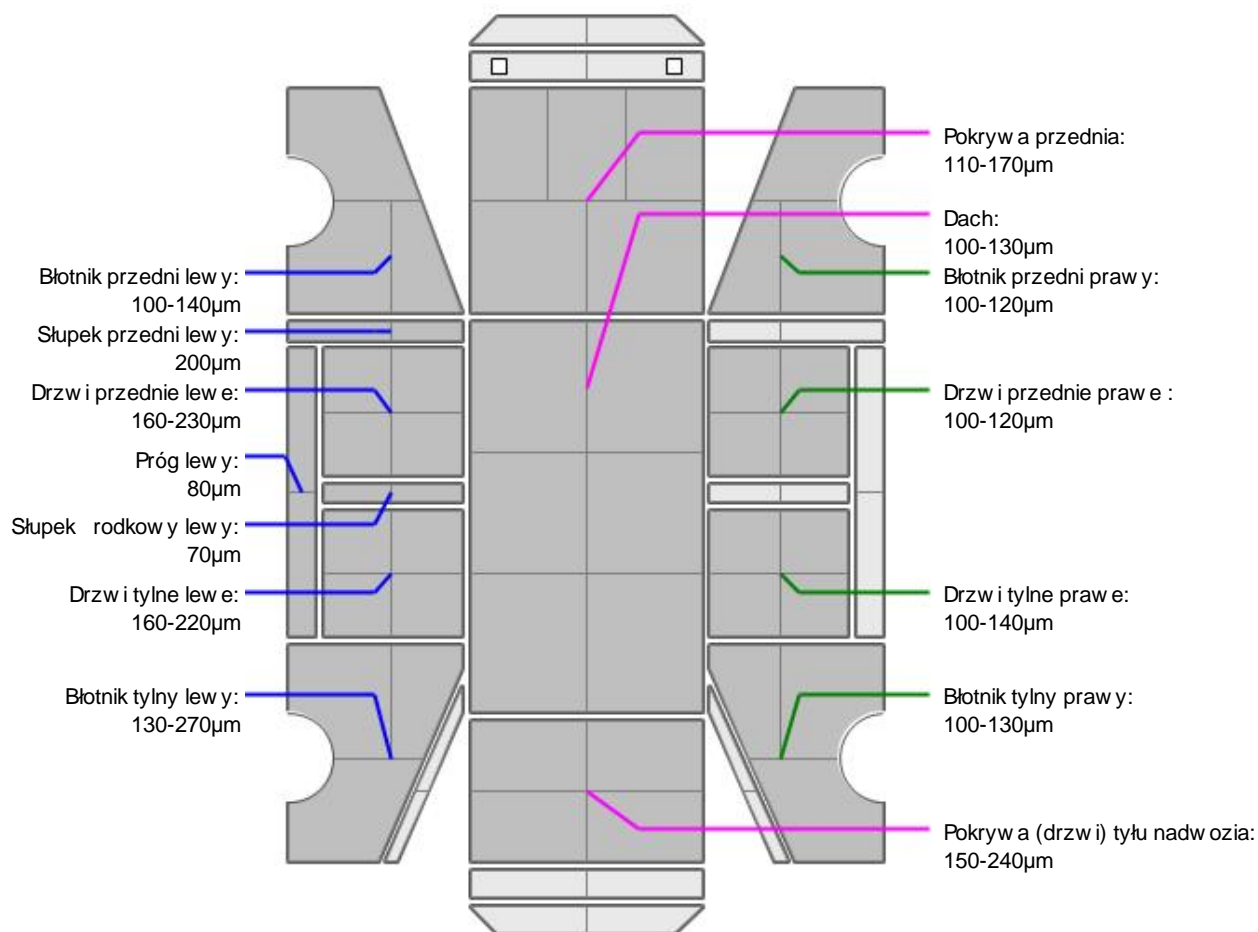 Pokrywa przednia:
110-170µm
Dach:
100-130µm
Błotnik przedni lewy:
100-140µm
Błotnik przedni prawy:
100-120µm
Słupek przedni lewy:
200µm
Drzwi przednie lewe:
160-230µm
Drzwi przednie prawe :
100-120µm
Próg lewy:
80µm
Słupek rodkowy lewy:
70µm
Drzwi tylne lewe:
160-220µm
Drzwi tylne prawe:
100-140µm
Błotnik tylny lewy:
130-270µm
Błotnik tylny prawy:
100-130µm
Pokrywa (drzwi) tyłu nadwozia:
150-240µm